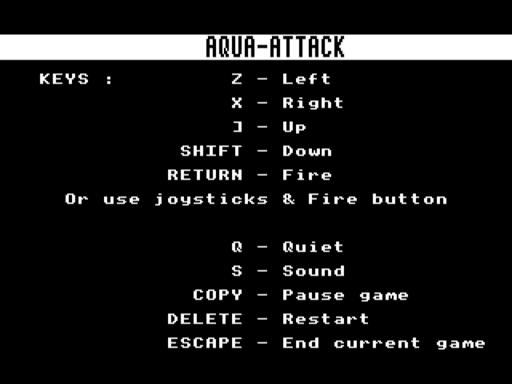 AQUA-ATTACK
KEYS : Z - Left
X - Right
] - Up
SHIFT - Down
RETURN - Fire
Or use joysticks & Fire button
Q - Quiet
S - Sound
COPY - Pause game
DELETE - Restart
ESCAPE - End current game